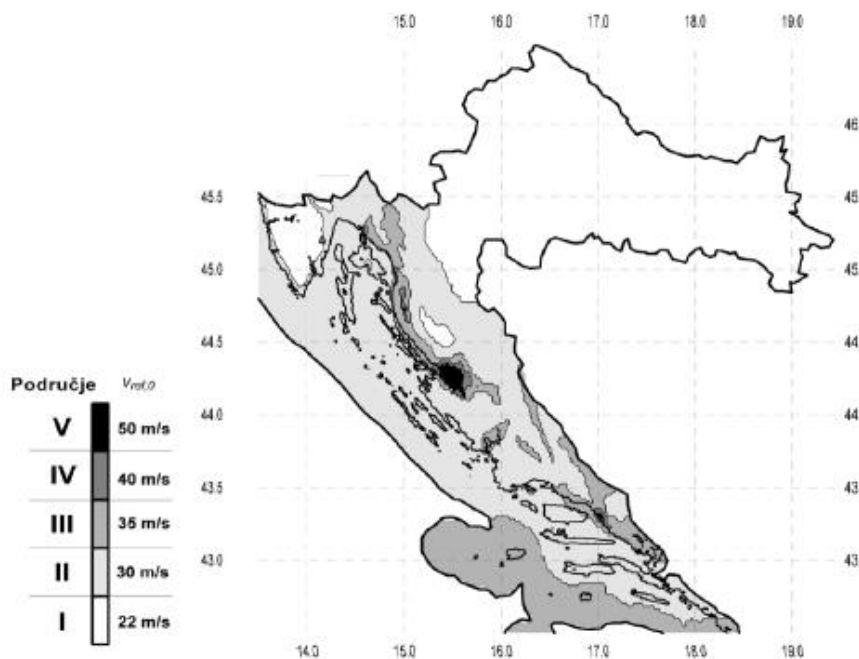 15.0 16.0 17.0 18.0 19.0
46
45.5 45
45.0 45
44.5 44
Područje Vref,0
44.0 44
V 50 m/s
IV 40 m/s
43.5 43
III 35 m/s
43.0 43
II 30 m/s
I 22 m/s
14.0 15.0 16.0 17.0 18.0 19.0